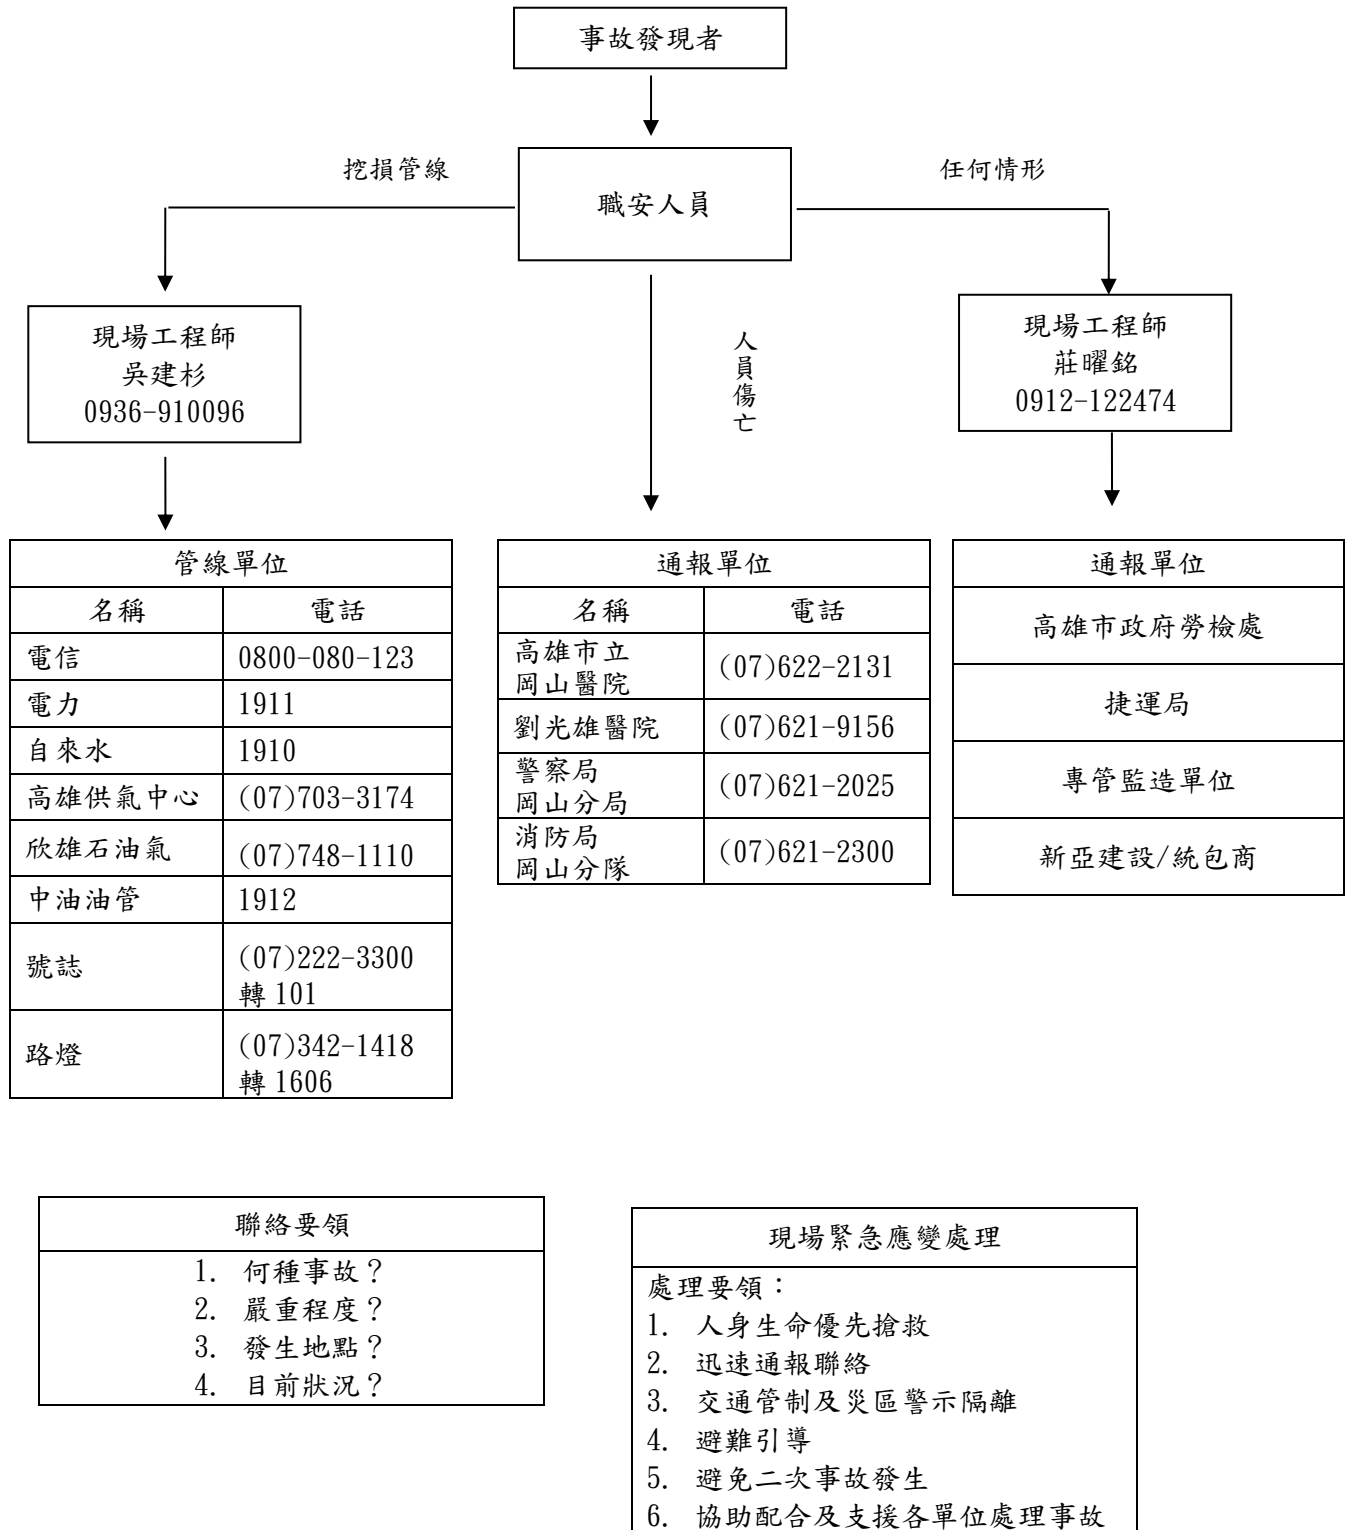 事故發現者
挖損管線
職安人員
任何情形
現場工程師
吳建杉
0936-910096
人員傷亡
現場工程師
莊曜銘
0912-122474
管線單位
名稱 電話
電信 0800-080-123
電力 1911
自來水 1910
高雄供氣中心 (07)703-3174
欣雄石油氣 (07)748-1110
中油油管 1912
號誌 (07)222-3300
轉 101
路燈 (07)342-1418
轉 1606
通報單位
名稱 電話
高雄市立
岡山醫院 (07)622-2131
劉光雄醫院 (07)621-9156
警察局
岡山分局 (07)621-2025
消防局
岡山分隊 (07)621-2300
通報單位
高雄市政府勞檢處
捷運局
專管監造單位
新亞建設/統包商
聯絡要領
1. 何種事故？
2. 嚴重程度？
3. 發生地點？
4. 目前狀況？
現場緊急應變處理
處理要領：
1. 人身生命優先搶救
2. 迅速通報聯絡
3. 交通管制及災區警示隔離
4. 避難引導
5. 避免二次事故發生
6. 協助配合及支援各單位處理事故